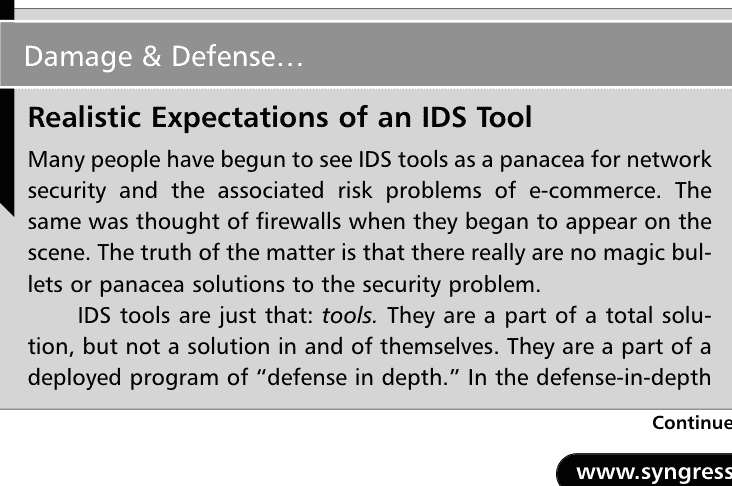 Damage & Defense…
Realistic Expectations of an IDS Tool
Many people have begun to see IDS tools as a panacea for network
security and the associated risk problems of e-commerce. The
same was thought of firewalls when they began to appear on the
scene. The truth of the matter is that there really are no magic bul-
lets or panacea solutions to the security problem.
IDS tools are just that: tools. They are a part of a total solu-
tion, but not a solution in and of themselves. They are a part of a
deployed program of “defense in depth.” In the defense-in-depth
Continue
www.syngress